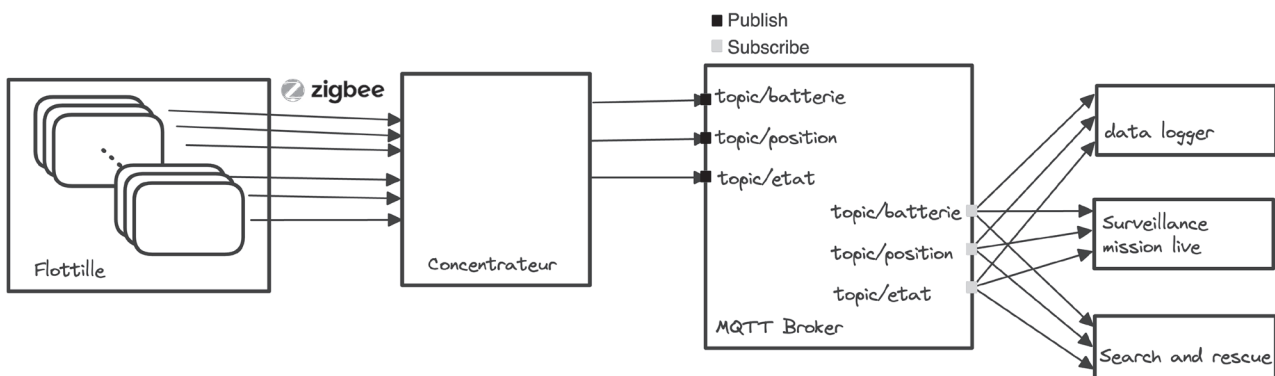 Publish
Subscribe
zigbee
Flottille
Concentrateur
topic/batterie
topic/position
topic/etat
topic/batterie
topic/position
topic/etat
MQTT Broker
data logger
Surveillance
mission live
Search and rescue